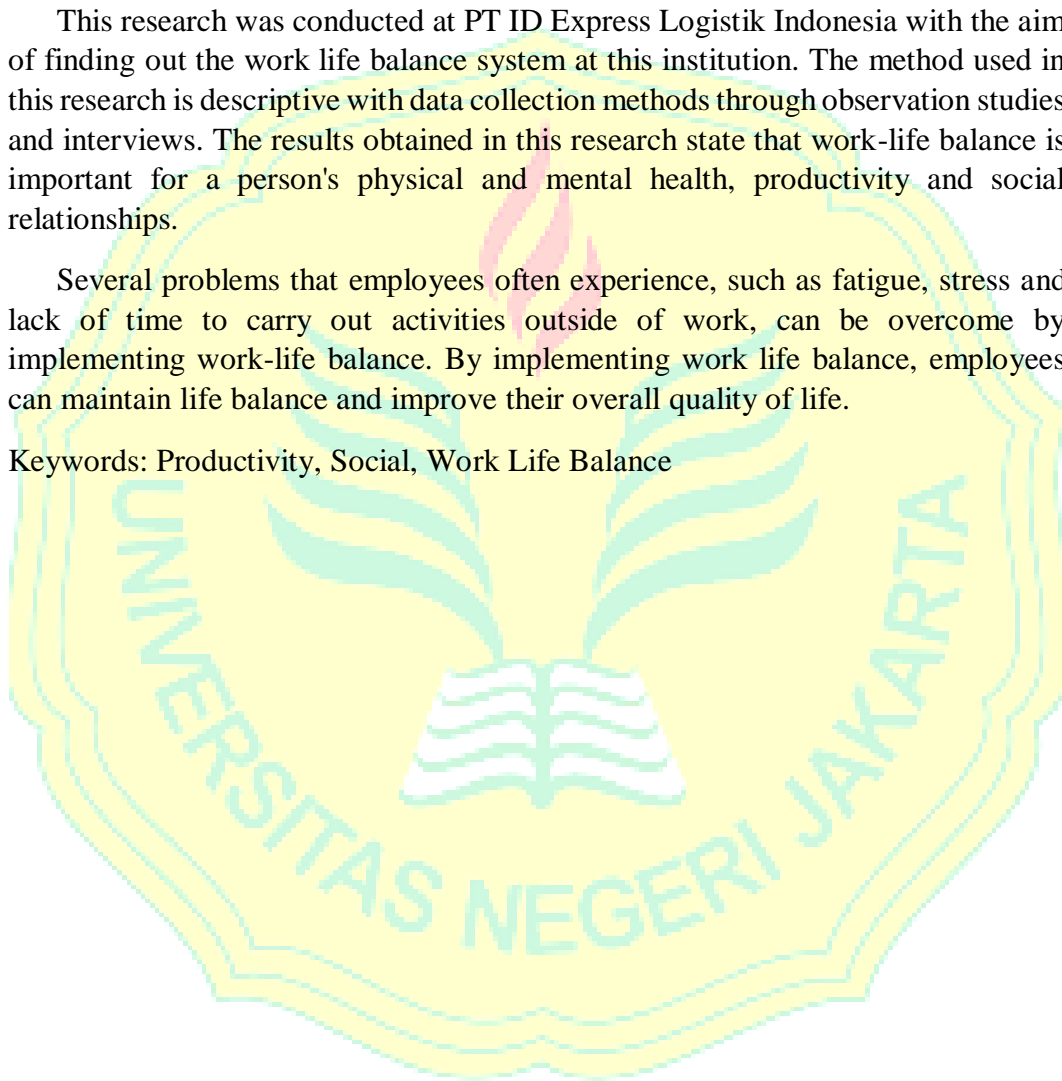 This research was conducted at PT ID Express Logistik Indonesia with the aim
of finding out the work life balance system at this institution. The method used in
this research is descriptive with data collection methods through observation studies
and interviews. The results obtained in this research state that work-life balance is
important for a person's physical and mental health, productivity and social
relationships.
Several problems that employees often experience, such as fatigue, stress and
lack of time to carry out activities outside of work, can be overcome by
implementing work-life balance. By implementing work life balance, employees
can maintain life balance and improve their overall quality of life.
Keywords: Productivity, Social, Work Life Balance
UNIVERSITAS NEGERI JAKARTA